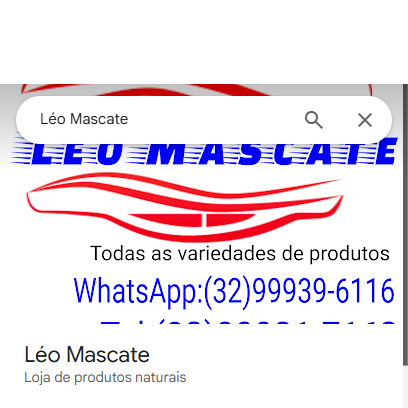 Léo Mascate
LÉO MASCATE
Todas as variedades de produtos
WhatsApp:(32)99939-6116
Léo Mascate
Loja de produtos naturais